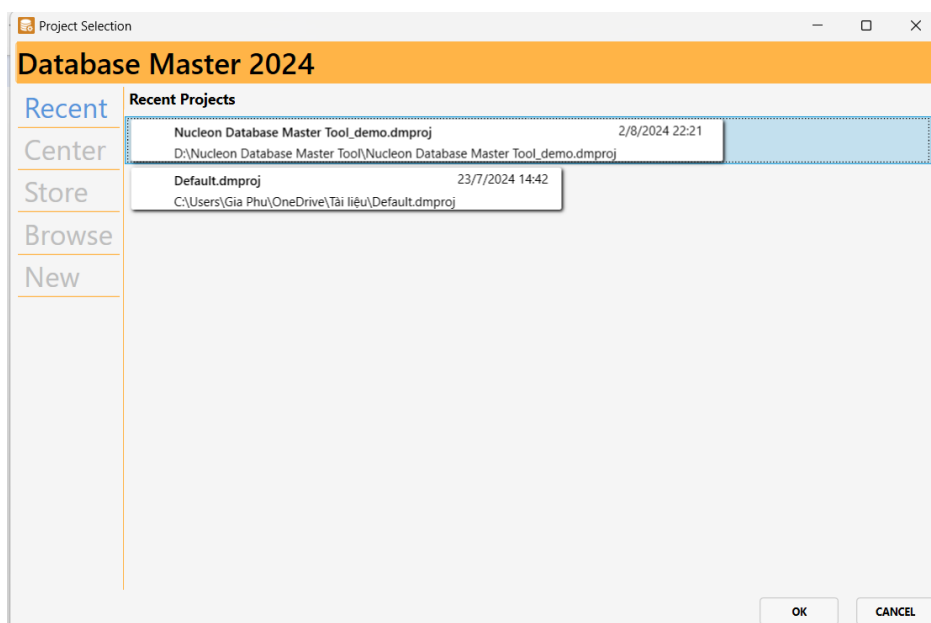 Project Selection
Database Master 2024
Recent
Center
Store
Browse
New
Recent Projects
Nucleon Database Master Tool_demo.dmproj 2/8/2024 22:21
D:\Nucleon Database Master Tool\Nucleon Database Master Tool_demo.dmproj
Default.dmproj 23/7/2024 14:42
C:\Users\Gia Phu\OneDrive\Tài liệu\Default.dmproj
OK CANCEL